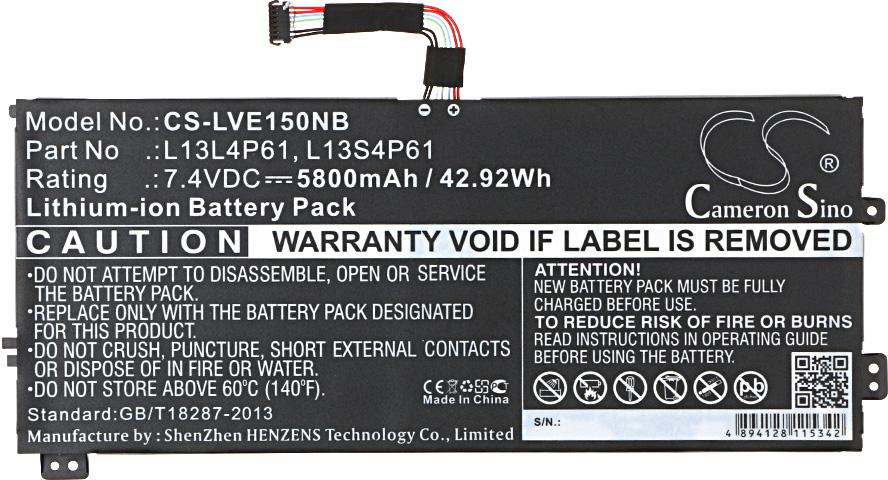 Model No.: CS-LVE150NB
Part No .: L13L4P61, L13S4P61
Rating .: 7.4VDC⎓5800mAh / 42.92Wh
Lithium-ion Battery Pack
Cameron Sino ®
CAUTION WARRANTY VOID IF LABEL IS REMOVED
•DO NOT ATTEMPT TO DISASSEMBLE, OPEN OR SERVICE
THE BATTERY PACK.
•REPLACE ONLY WITH THE BATTERY PACK DESIGNATED
FOR THIS PRODUCT.
•DO NOT CRUSH, PUNCTURE, SHORT EXTERNAL CONTACTS
OR DISPOSE OF IN FIRE OR WATER.
•DO NOT STORE ABOVE 60°C (140°F).
Standard:GB/T18287-2013
Manufacture by : ShenZhen HENZENS Technology Co., Limited
CE
Made In China
ATTENTION!
NEW BATTERY PACK MUST BE FULLY
CHARGED BEFORE USE.
TO REDUCE RISK OF FIRE OR BURNS
READ INSTRUCTIONS IN OPERATING GUIDE
BEFORE USING THE BATTERY.
Pb
S/N.:
4 894128 115342